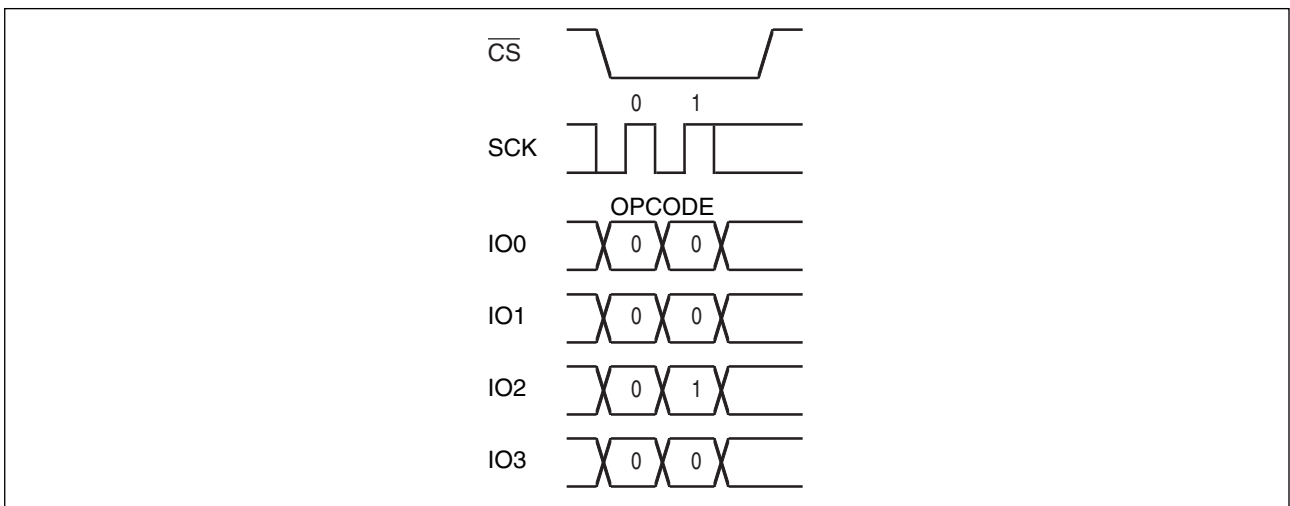 CS
0 1
SCK
OPCODE
IO0 0 0
IO1 0 0
IO2 0 1
IO3 0 0